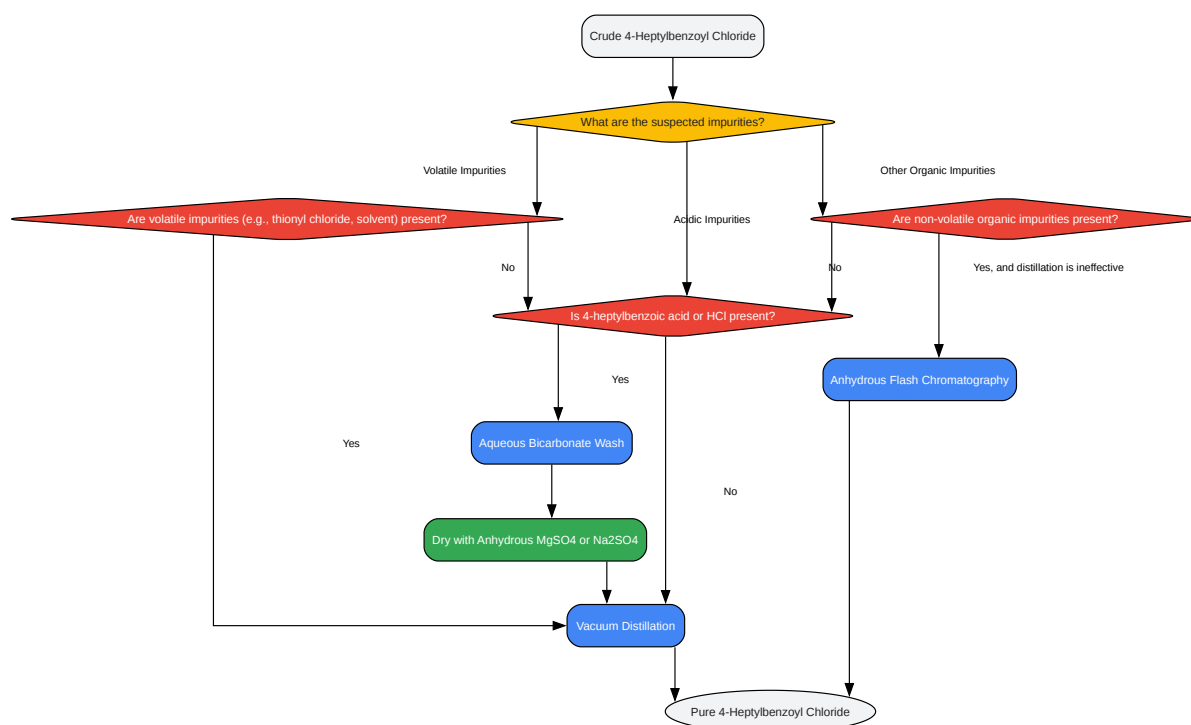 Crude 4-Heptylbenzoyl Chloride
What are the suspected impurities?
Volatile Impurities
Other Organic Impurities
Are volatile impurities (e.g., thionyl chloride, solvent) present?
Acidic Impurities
Are non-volatile organic impurities present?
No
No
Yes, and distillation is ineffective
Is 4-heptylbenzoic acid or HCl present?
Yes
Anhydrous Flash Chromatography
Yes
Aqueous Bicarbonate Wash
No
Dry with Anhydrous MgSO4 or Na2SO4
Vacuum Distillation
Pure 4-Heptylbenzoyl Chloride